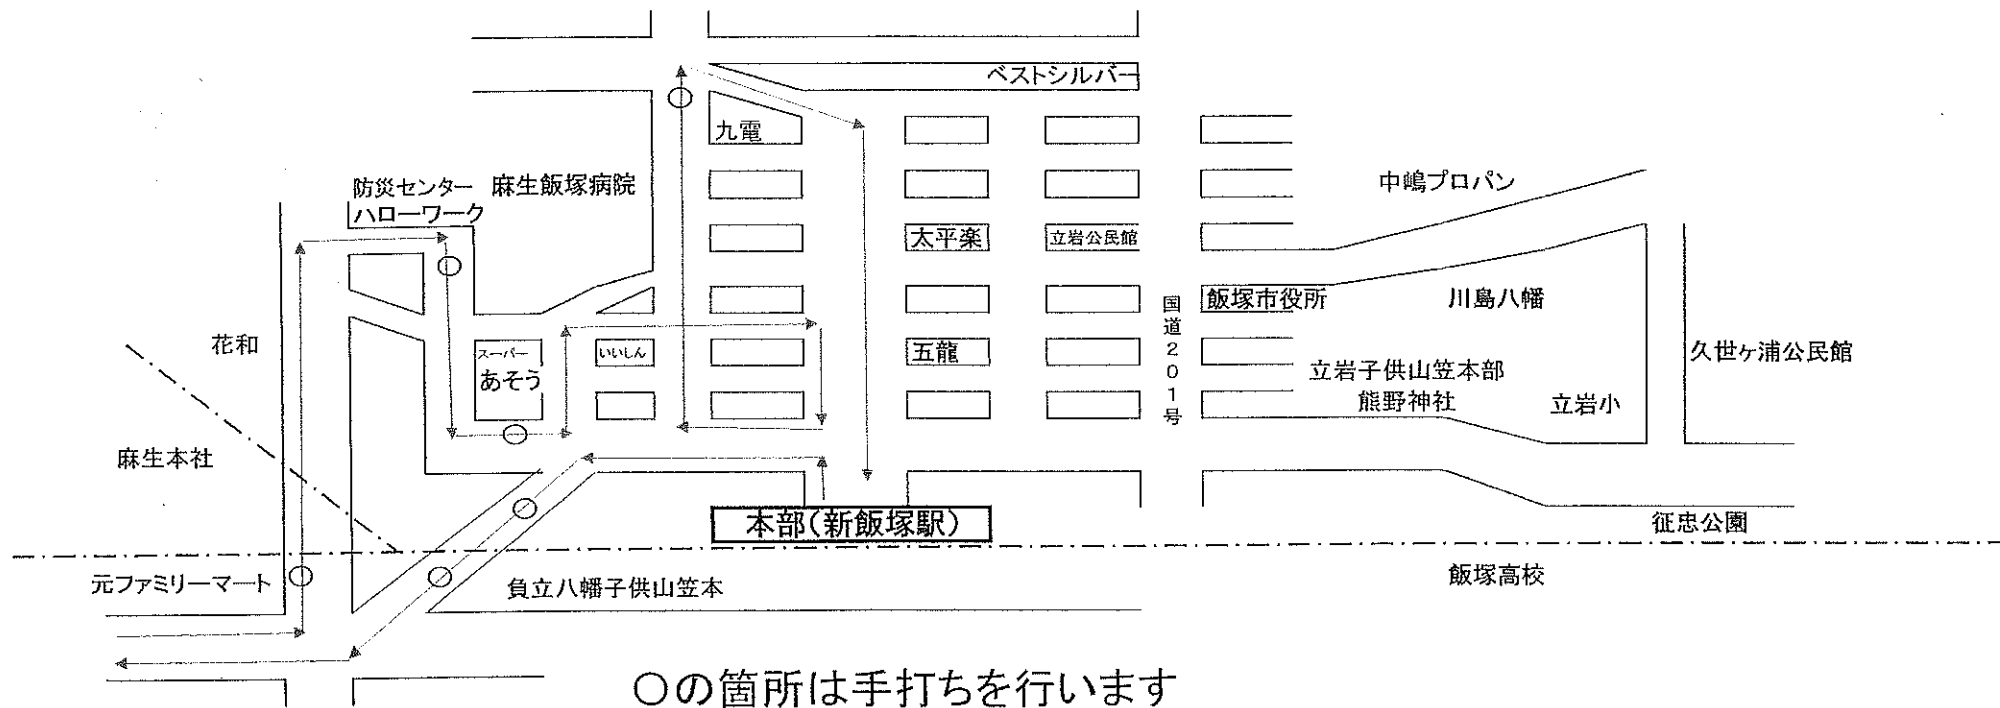 ベストシルバー
九電
防災センター
ハローワーク
麻生飯塚病院
中嶋プロパン
太平楽
立岩公民館
国道201号
飯塚市役所
川島八幡
花和
スーパー
あそう
いいしん
五龍
久世ヶ浦公民館
立岩子供山笠本部
熊野神社
立岩小
麻生本社
本部(新飯塚駅)
征忠公園
元ファミリーマート
負立八幡子供山笠本
飯塚高校
○の箇所は手打ちを行います